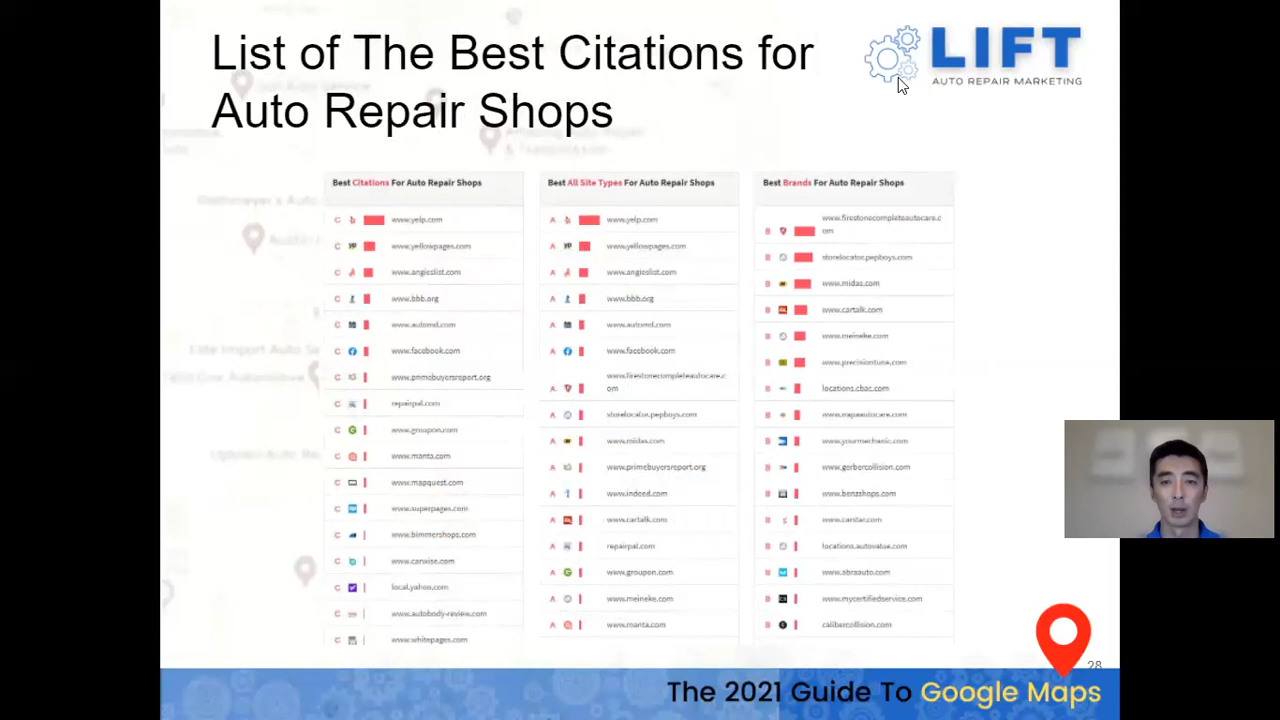 List of The Best Citations for
Auto Repair Shops
LIFT
AUTO REPAIR MARKETING
Best Citations For Auto Repair Shops
C www.yelp.com
C www.yellowpages.com
C www.angieslist.com
C www.bbb.org
C www.automd.com
C www.facebook.com
C www.primebuyersreport.org
C repairpal.com
C www.groupon.com
C www.manta.com
C www.mapquest.com
C www.superpages.com
C www.bimmershops.com
C www.carwise.com
C local.yahoo.com
C www.autobody-review.com
C www.whitepages.com
Best All Site Types For Auto Repair Shops
A www.yelp.com
A www.yellowpages.com
A www.angieslist.com
A www.bbb.org
A www.automd.com
A www.facebook.com
www.firestonecompleteautocare.c
A om
A storelocator.pepboys.com
A www.midas.com
A www.primebuyersreport.org
A www.indeed.com
A www.cartalk.com
A repairpal.com
A www.groupon.com
A www.meineke.com
A www.manta.com
Best Brands For Auto Repair Shops
www.firestonecompleteautocare.c
B om
B storelocator.pepboys.com
B www.midas.com
B www.cartalk.com
B www.meineke.com
B www.precisiontune.com
B locations.cbac.com
B www.napaautocare.com
B www.yourmechanic.com
B www.gerbercollision.com
B www.benzshops.com
B www.carstar.com
B locations.autovalue.com
B www.abraauto.com
B www.mycertifiedservice.com
B calibercollision.com
28
The 2021 Guide To Google Maps